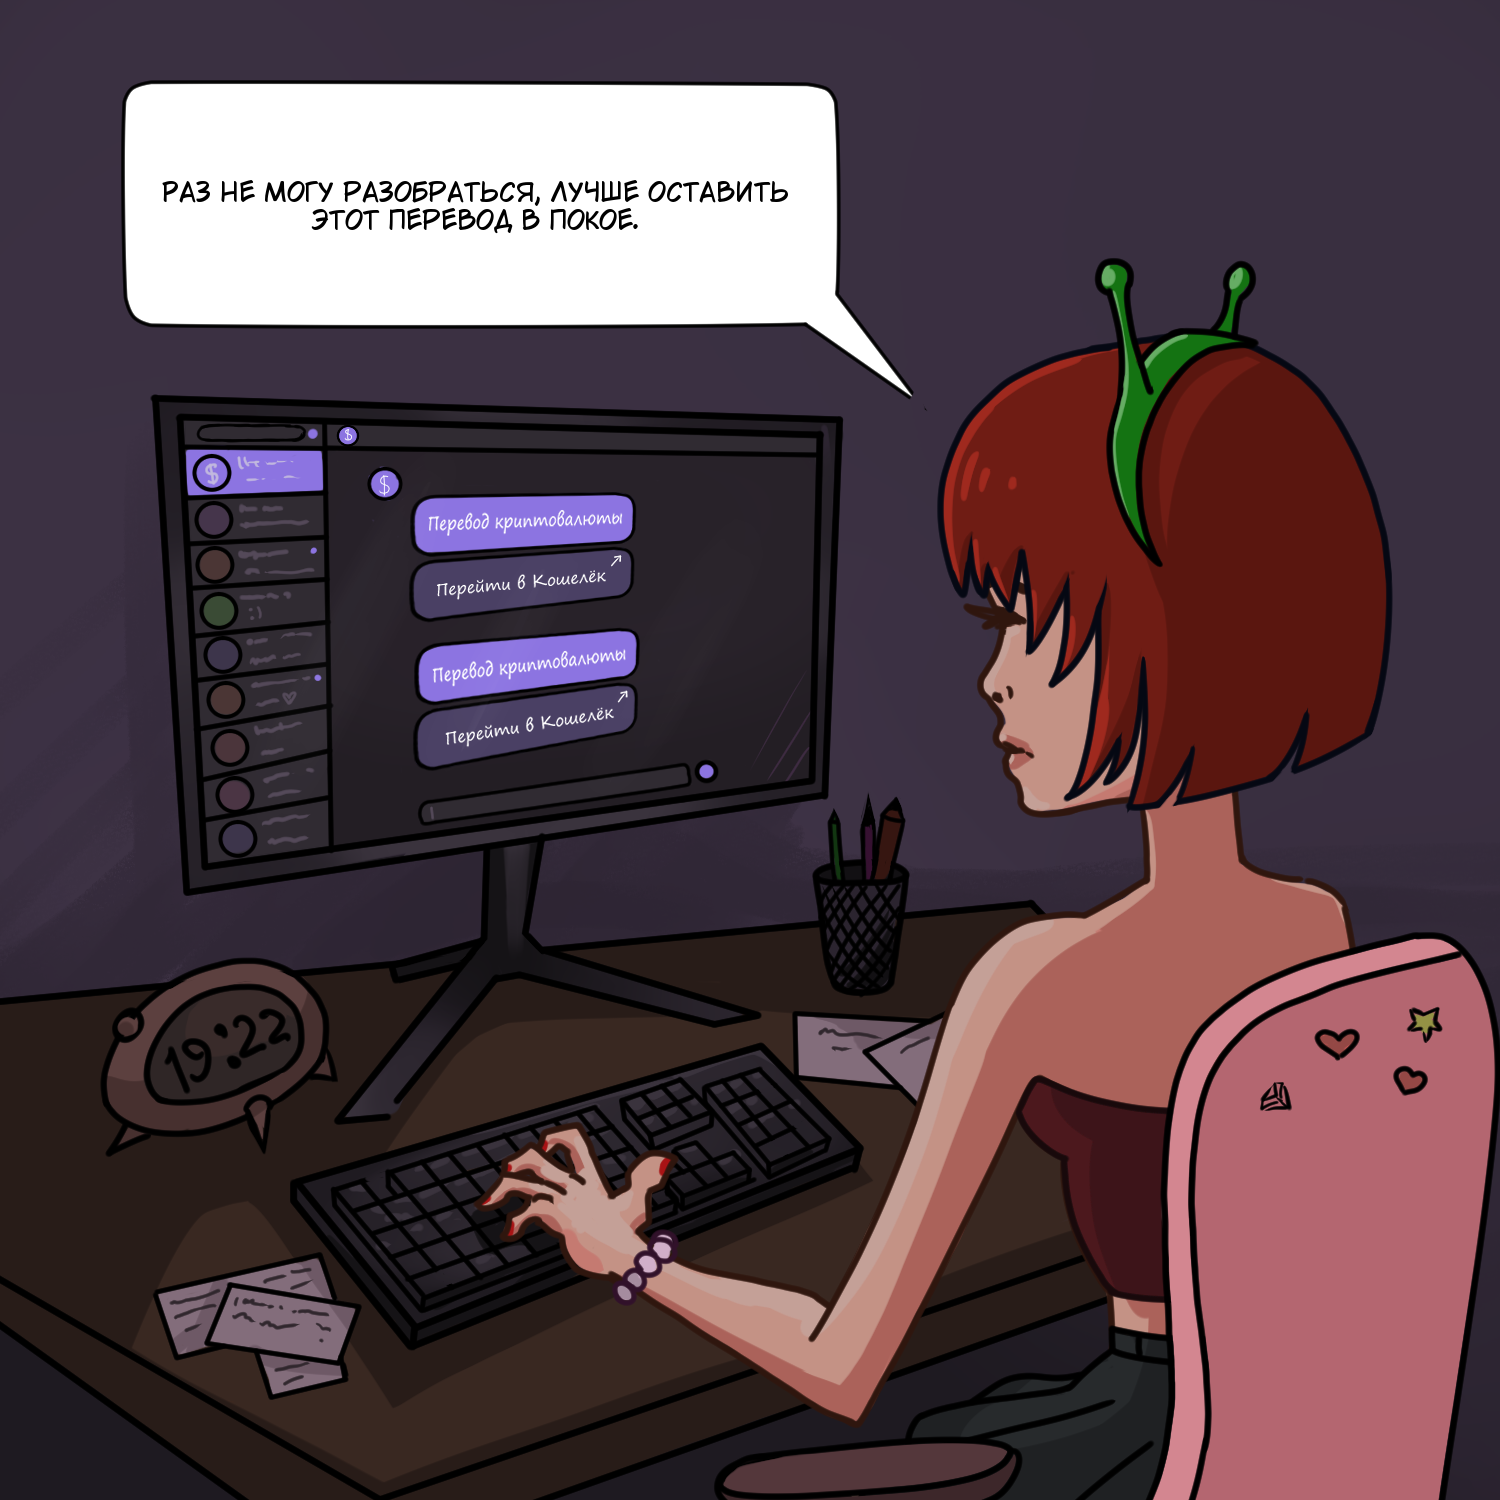 РАЗ НЕ МОГУ РАЗОБРАТЬСЯ, ЛУЧШЕ ОСТАВИТЬ
ЭТОТ ПЕРЕВОД В ПОКОЕ.
$
$
$
Перевод криптовалюты
Перейти в Кошелёк
:)
Перевод криптовалюты
Перейти в Кошелёк
19:22